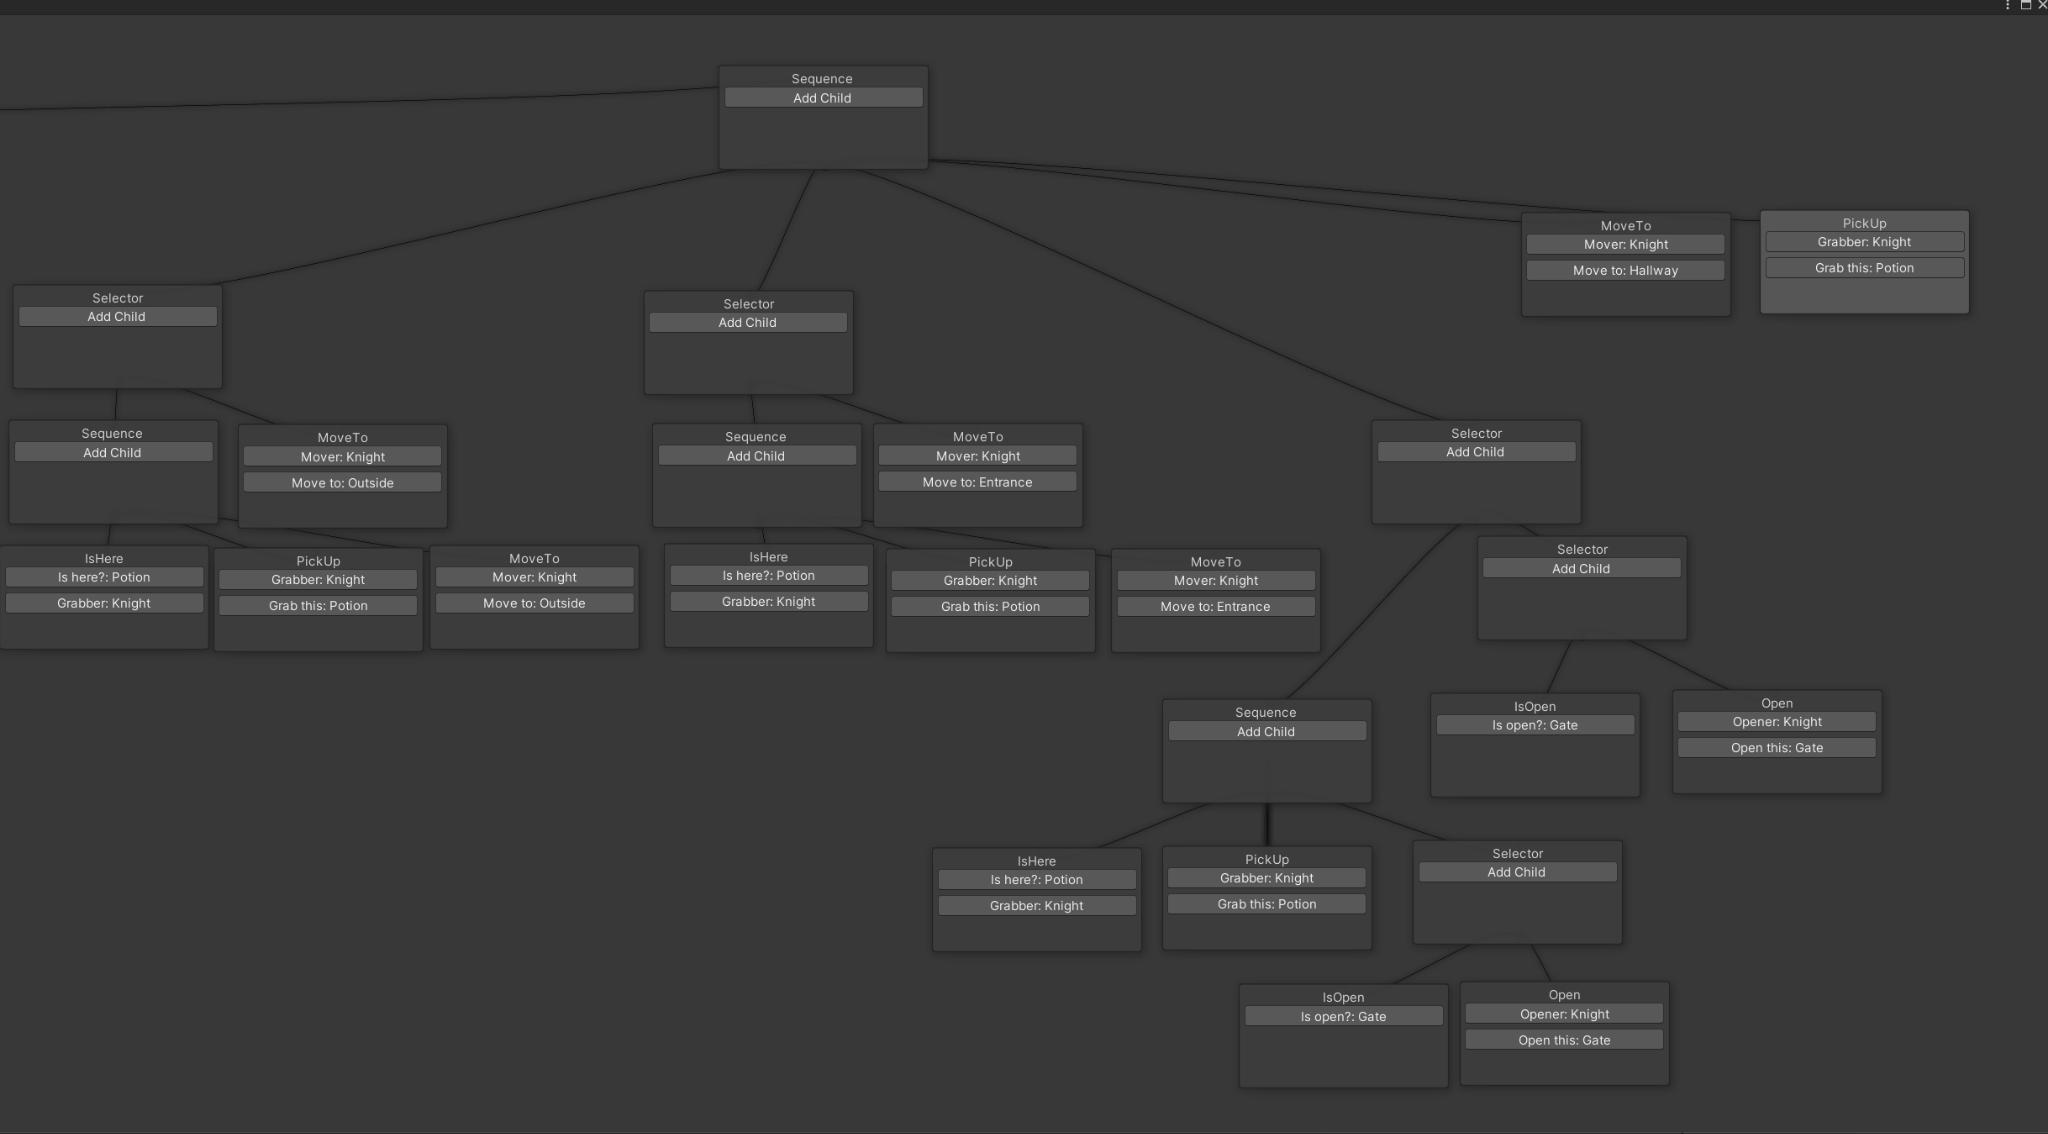 Sequence
Add Child
MoveTo
Mover: Knight
Move to: Hallway
PickUp
Grabber: Knight
Grab this: Potion
Selector
Add Child
Selector
Add Child
Sequence
Add Child
MoveTo
Mover: Knight
Move to: Outside
Sequence
Add Child
MoveTo
Mover: Knight
Move to: Entrance
Selector
Add Child
IsHere
Is here?: Potion
Grabber: Knight
PickUp
Grabber: Knight
Grab this: Potion
MoveTo
Mover: Knight
Move to: Outside
IsHere
Is here?: Potion
Grabber: Knight
PickUp
Grabber: Knight
Grab this: Potion
MoveTo
Mover: Knight
Move to: Entrance
Selector
Add Child
Sequence
Add Child
IsOpen
Is open?: Gate
Open
Opener: Knight
Open this: Gate
IsHere
Is here?: Potion
Grabber: Knight
PickUp
Grabber: Knight
Grab this: Potion
Selector
Add Child
IsOpen
Is open?: Gate
Open
Opener: Knight
Open this: Gate